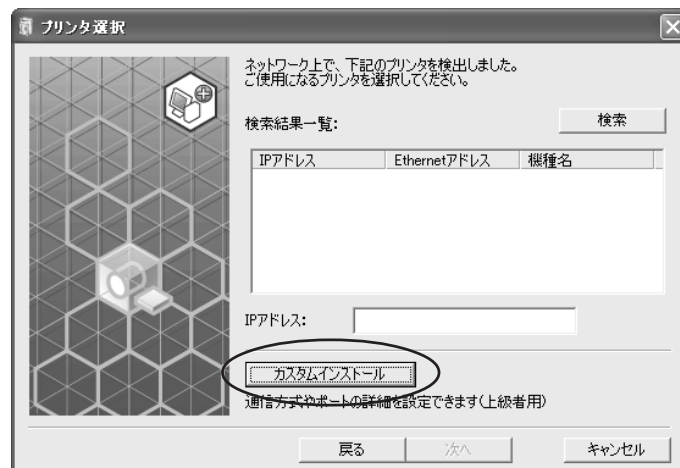 プリンタ選択
ネットワーク上で、下記のプリンタを検出しました。
ご使用になるプリンタを選択してください。
検索結果一覧:
検索
IPアドレス Ethernetアドレス 機種名
IPアドレス:
カスタムインストール
通信方式やポートの詳細を設定できます(上級者用)
戻る 次へ キャンセル